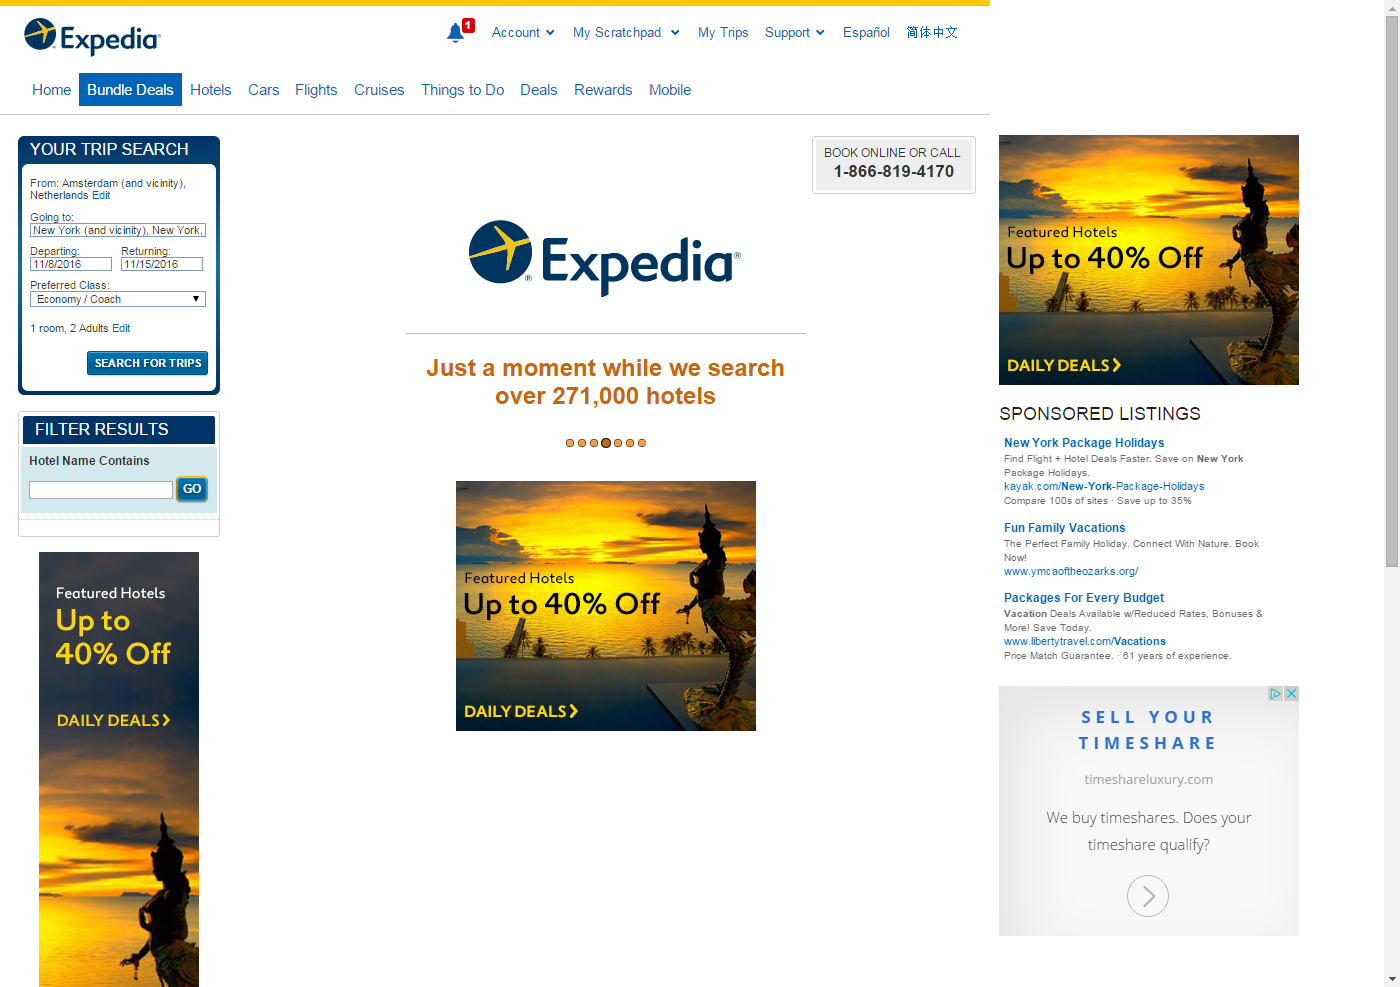 Expedia
1
Account
My Scratchpad
My Trips
Support
Español
简体中文
Home
Bundle Deals
Hotels
Cars
Flights
Cruises
Things to Do
Deals
Rewards
Mobile
YOUR TRIP SEARCH
From: Amsterdam (and vicinity),
Netherlands Edit
Going to:
New York (and vicinity), New York,
Departing:
Returning:
11/8/2016
11/15/2016
Preferred Class:
Economy / Coach
1 room, 2 Adults Edit
SEARCH FOR TRIPS
FILTER RESULTS
Hotel Name Contains
GO
Featured Hotels
Up to
40% Off
DAILY DEALS
BOOK ONLINE OR CALL
1-866-819-4170
Expedia®
Just a moment while we search
over 271,000 hotels
Featured Hotels
Up to 40% Off
DAILY DEALS
Featured Hotels
Up to 40% Off
DAILY DEALS
SPONSORED LISTINGS
New York Package Holidays
Find Flight + Hotel Deals Faster. Save on New York
Package Holidays.
kayak.com/New-York-Package-Holidays
Compare 100s of sites · Save up to 35%
Fun Family Vacations
The Perfect Family Holiday. Connect With Nature. Book
Now!
www.ymcaoftheozarks.org/
Packages For Every Budget
Vacation Deals Available w/Reduced Rates, Bonuses &
More! Save Today.
www.libertytravel.com/Vacations
Price Match Guarantee. · 61 years of experience.
SELL YOUR
TIMESHARE
timeshareluxury.com
We buy timeshares. Does your
timeshare qualify?